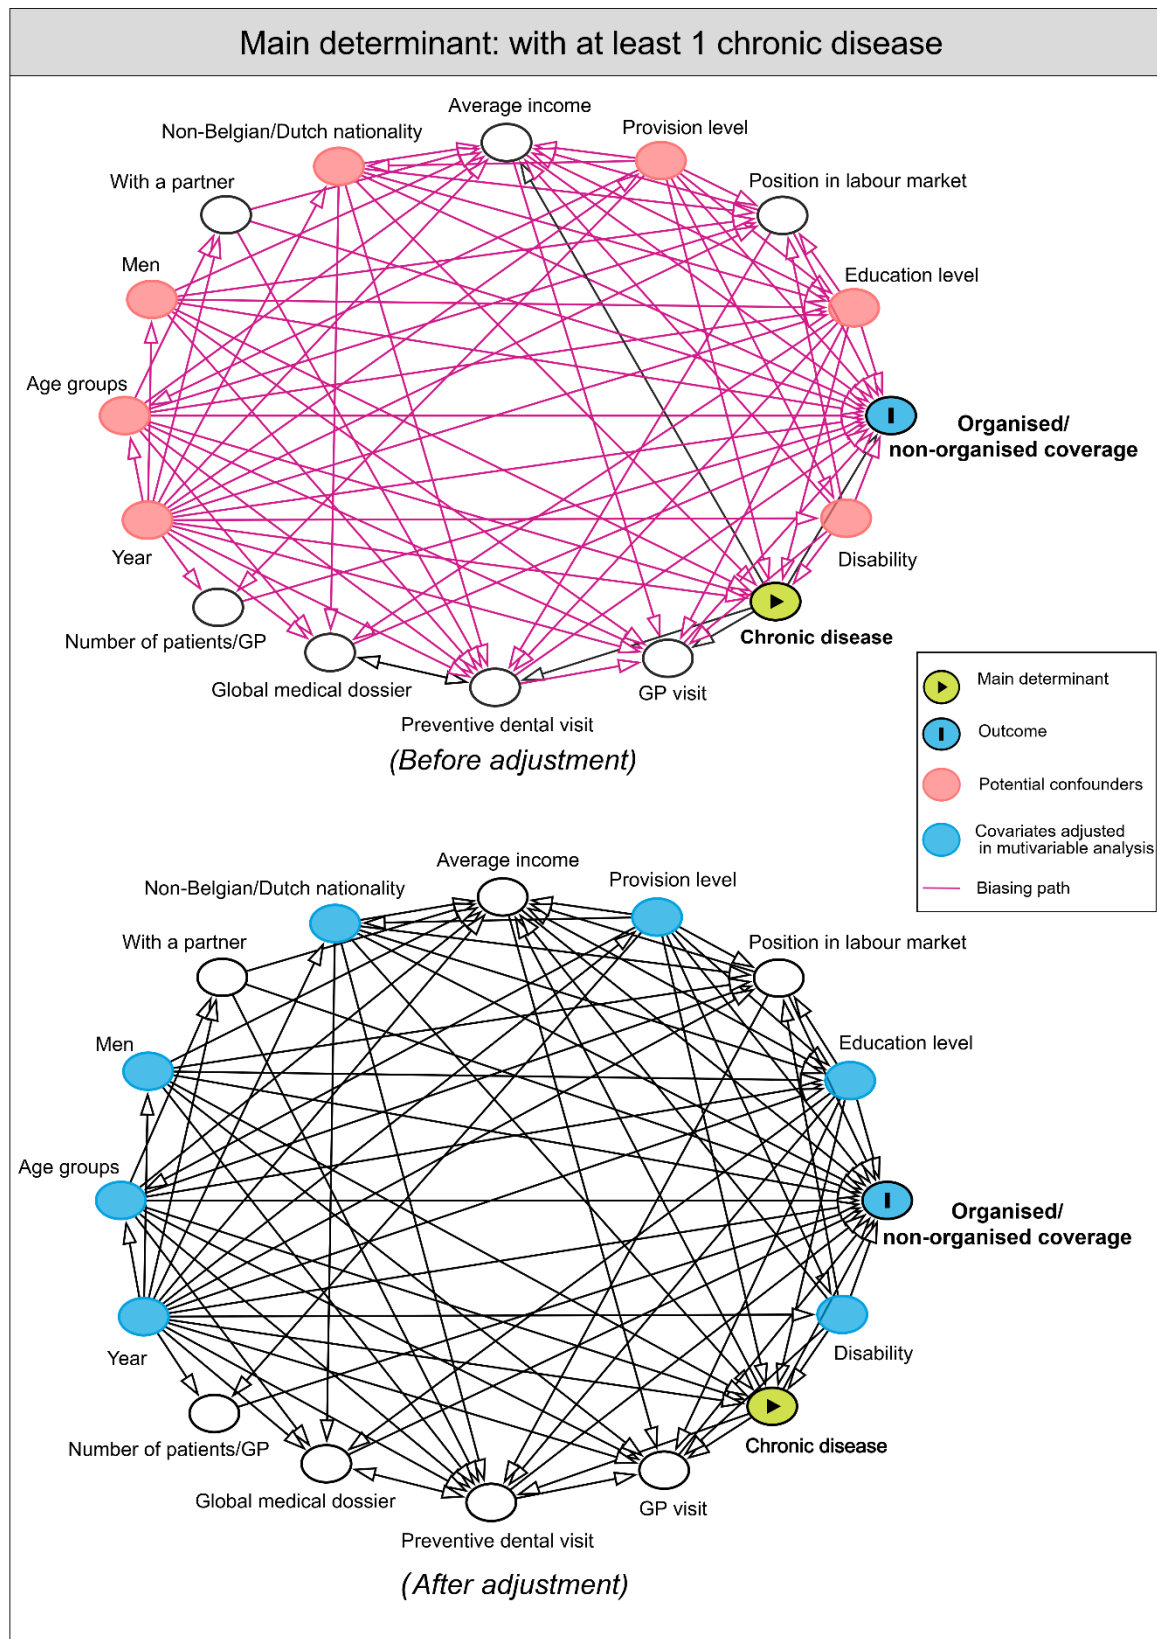 Main determinant: with at least 1 chronic disease
Average income
Non-Belgian/Dutch nationality
Provision level
With a partner
Position in labour market
Men
Education level
Age groups
Organised/
non-organised coverage
Year
Disability
Number of patients/GP
Chronic disease
Global medical dossier
GP visit
Preventive dental visit
(Before adjustment)
Main determinant
Outcome
Potential confounders
Covariates adjusted
in mutivariable analysis
Biasing path
Average income
Non-Belgian/Dutch nationality
Provision level
With a partner
Position in labour market
Men
Education level
Age groups
Organised/
non-organised coverage
Year
Disability
Number of patients/GP
Chronic disease
Global medical dossier
GP visit
Preventive dental visit
(After adjustment)